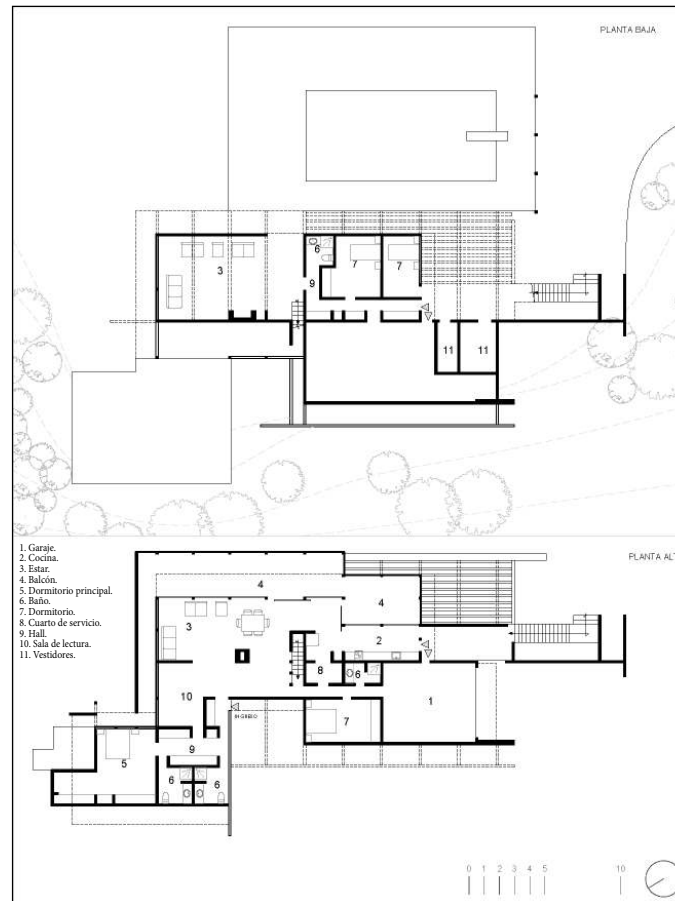 PLANTA BAJA
6
3
7
7
9
11
11
1. Garaje.
2. Cocina.
3. Estar.
4. Balcón.
5. Dormitorio principal.
6. Baño.
7. Dormitorio.
8. Cuarto de servicio.
9. Hall.
10. Sala de lectura.
11. Vestidores.
PLANTA ALT
4
4
3
2
8
6
10
1
7
INGRESO
9
5
6
6
0 1 2 3 4 5 10